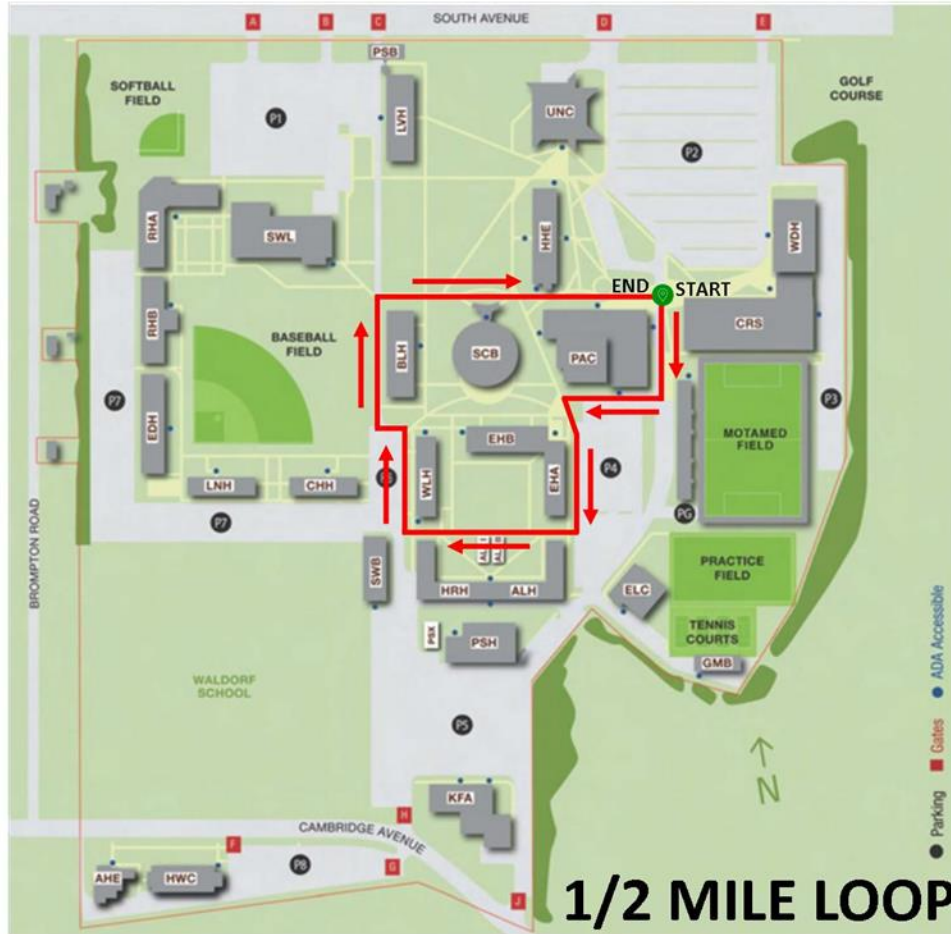 SOUTH AVENUE
A
B
C
D
E
PSB
SOFTBALL
FIELD
GOLF
COURSE
LVH
UNC
P1
P2
RHA
SWL
HHE
WDH
END
START
RHB
BASEBALL
FIELD
BLH
SCB
PAC
CRS
P7
EDH
P3
MOTAMED
FIELD
EHB
WLH
EHA
P4
LNH
CHH
P7
PG
SWB
HRH
ALH
PRACTICE
FIELD
ELC
TENNIS
COURTS
PSX
PSH
GMB
BROMPTON ROAD
WALDORF
SCHOOL
P5
N
KFA
H
CAMBRIDGE AVENUE
F
G
P8
AHE
HWC
J
Parking
Gates
ADA Accessible
1/2 MILE LOOP